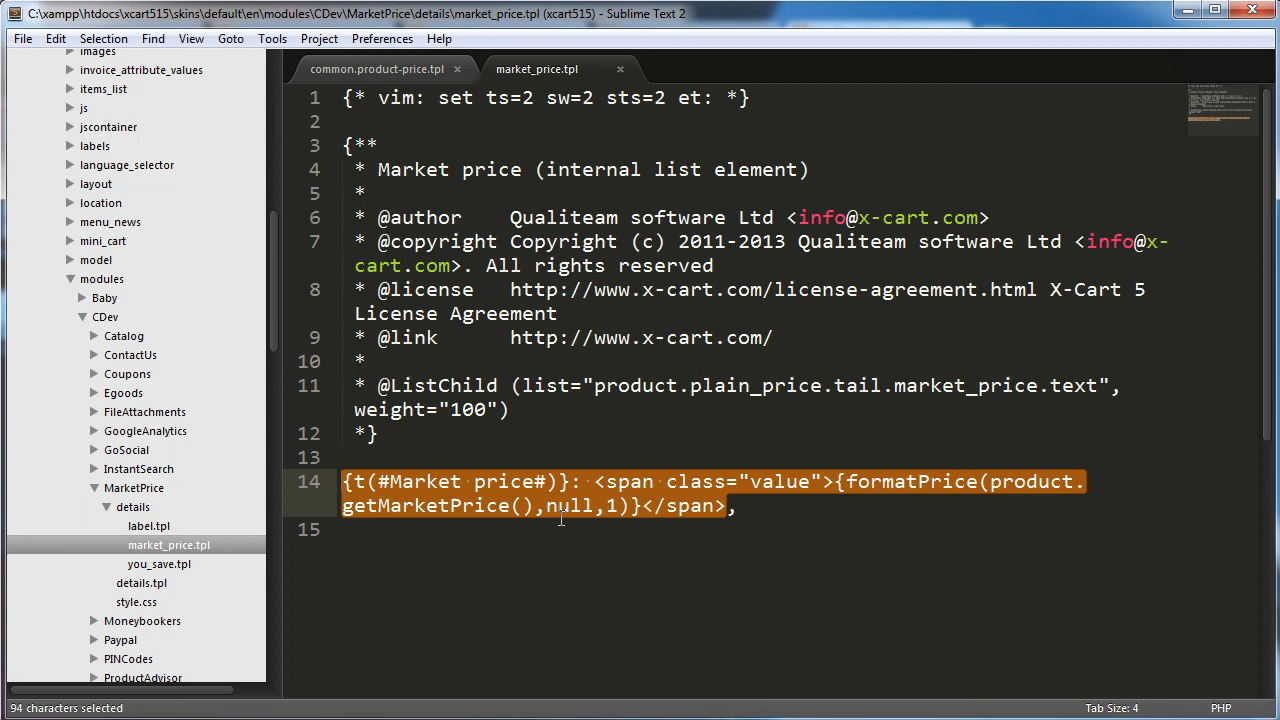 C:\xampp\htdocs\xcart515\skins\default\en\modules\CDev\MarketPrice\details\market_price.tpl (xcart515) - Sublime Text 2
File Edit Selection Find View Goto Tools Project Preferences Help
images
invoice_attribute_values
items_list
js
jscontainer
labels
language_selector
layout
location
menu_news
mini_cart
model
modules
Baby
CDev
Catalog
ContactUs
Coupons
Egoods
FileAttachments
GoogleAnalytics
GoSocial
InstantSearch
MarketPrice
details
label.tpl
market_price.tpl
you_save.tpl
details.tpl
style.css
Moneybookers
Paypal
PINCodes
ProductAdvisor
common.product-price.tpl × market_price.tpl ×
1 {* vim: set ts=2 sw=2 sts=2 et: *}
2
3 {**
4 * Market price (internal list element)
5 *
6 * @author    Qualiteam software Ltd <info@x-cart.com>
7 * @copyright Copyright (c) 2011-2013 Qualiteam software Ltd <info@x-
cart.com>. All rights reserved
8 * @license   http://www.x-cart.com/license-agreement.html X-Cart 5
License Agreement
9 * @link      http://www.x-cart.com/
10 *
11 * @ListChild (list="product.plain_price.tail.market_price.text",
weight="100")
12 *}
13
14 {t(#Market price#)}: <span class="value">{formatPrice(product.
getMarketPrice(),null,1)}</span>,
15
94 characters selected Tab Size: 4 PHP